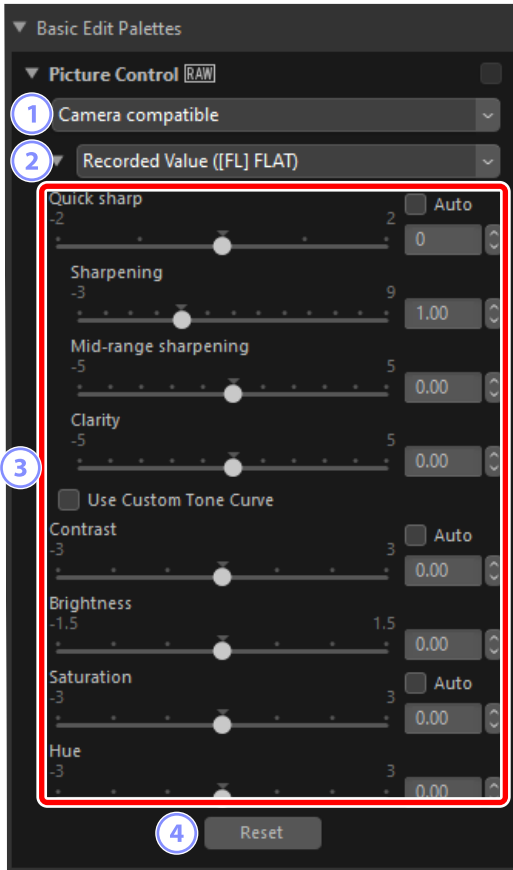 Basic Edit Palettes
Picture Control RAW
1 Camera compatible
2 Recorded Value ([FL] FLAT)
Quick sharp Auto
-2 2
0
Sharpening
-3 9
1.00
Mid-range sharpening
-5 5
0.00
Clarity
-5 5
0.00
3
Use Custom Tone Curve
Contrast Auto
-3 3
0.00
Brightness
-1.5 1.5
0.00
Saturation Auto
-3 3
0.00
Hue
-3 3
0.00
4 Reset